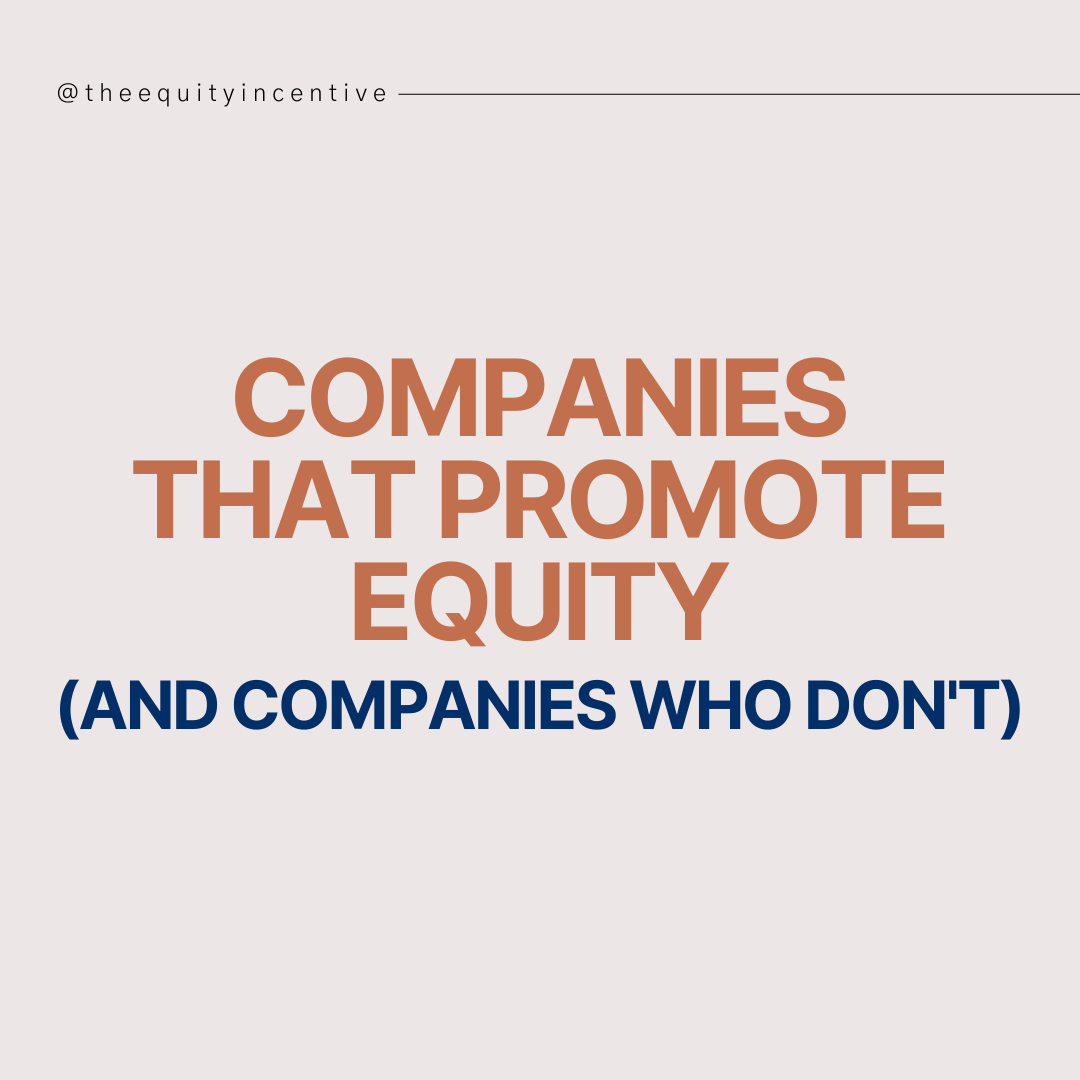 @theequityincentive
COMPANIES
THAT PROMOTE
EQUITY
(AND COMPANIES WHO DON'T)